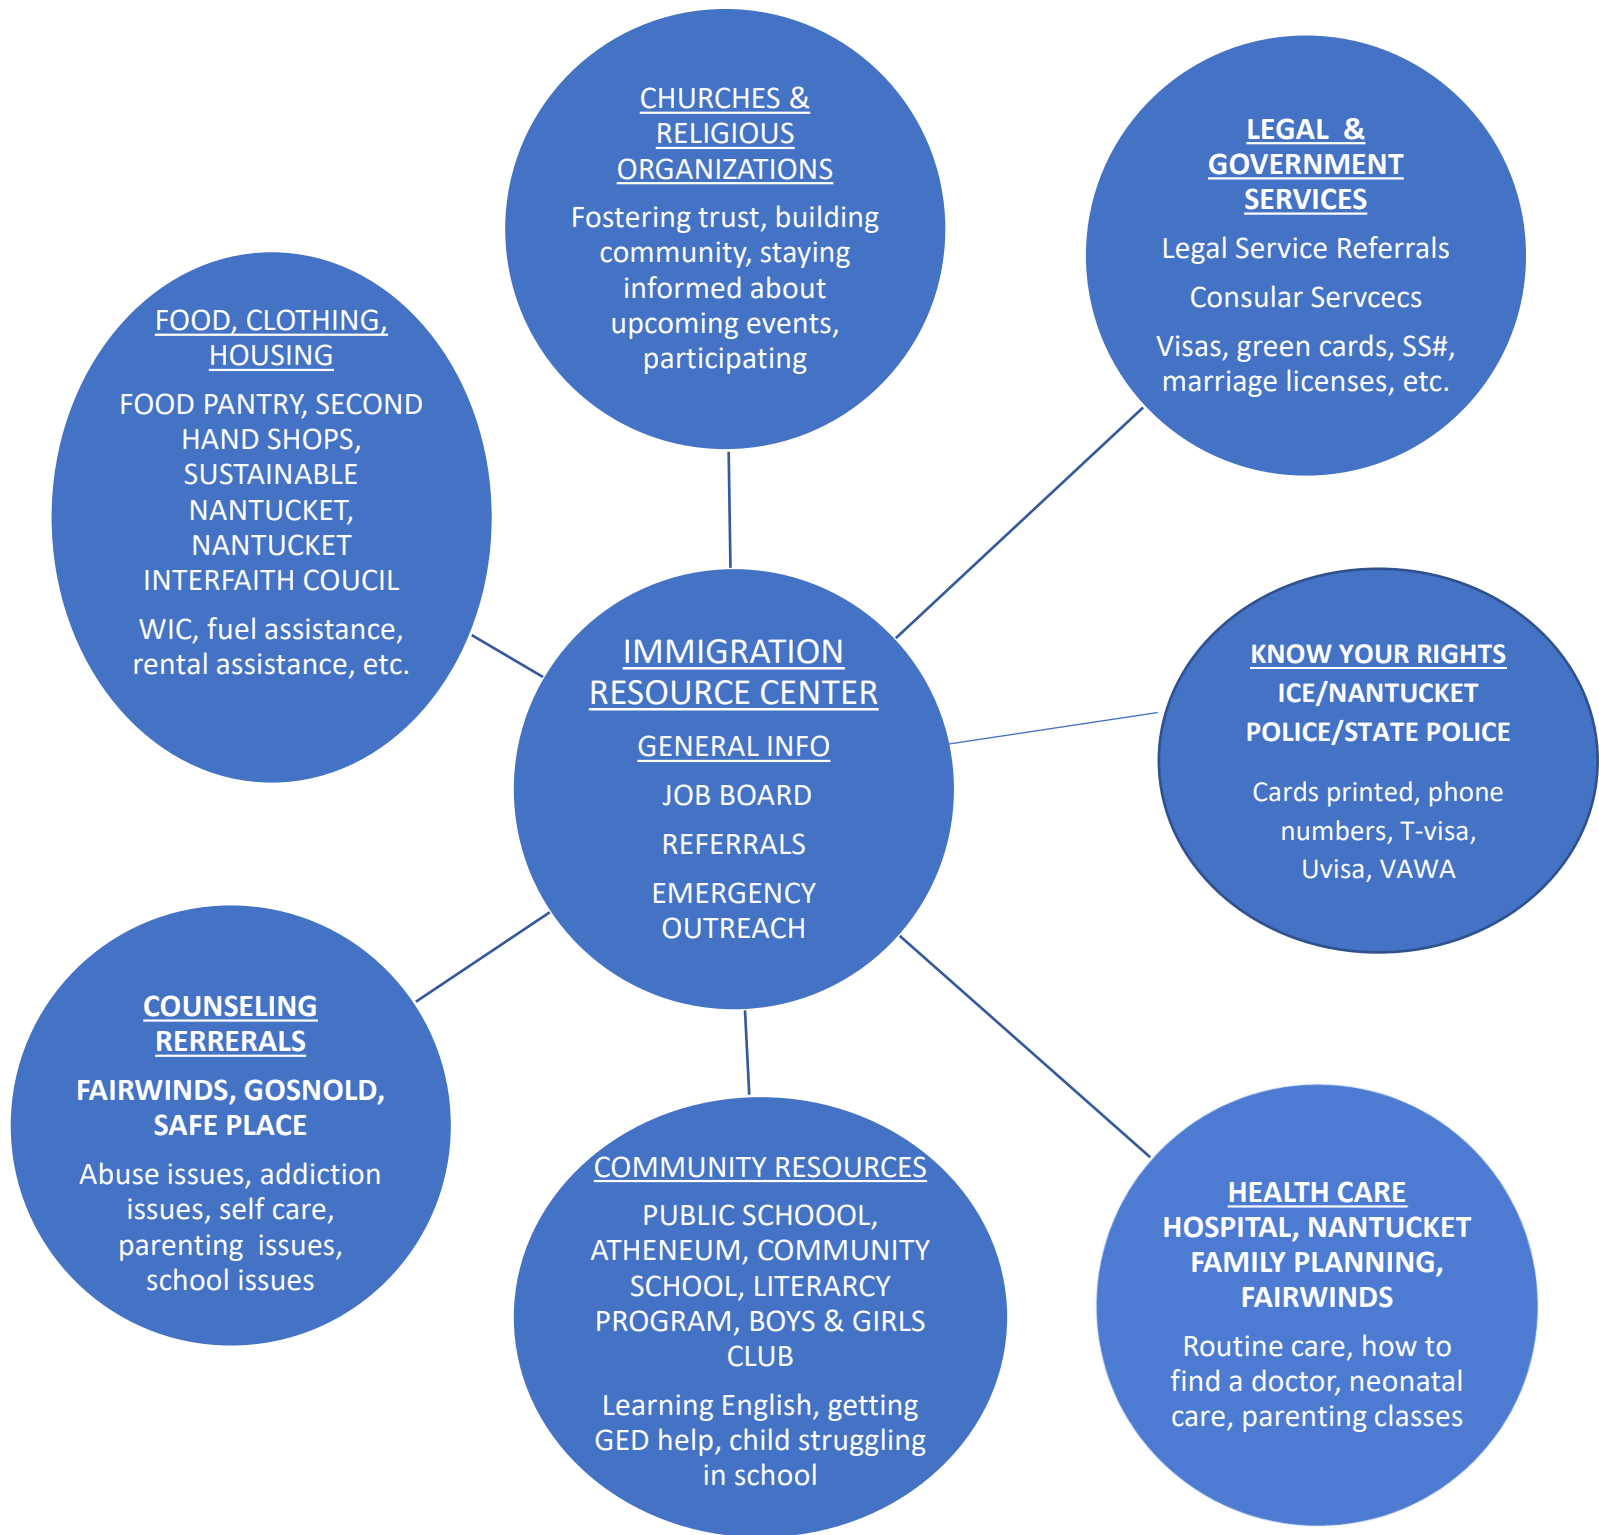 CHURCHES &
RELIGIOUS
ORGANIZATIONS
Fostering trust, building
community, staying
informed about
upcoming events,
participating
LEGAL & 
GOVERNMENT
SERVICES
Legal Service Referrals
Consular Servcecs
Visas, green cards, SS#,
marriage licenses, etc.
FOOD, CLOTHING,
HOUSING
FOOD PANTRY, SECOND
HAND SHOPS,
SUSTAINABLE
NANTUCKET,
NANTUCKET
INTERFAITH COUCIL
WIC, fuel assistance,
rental assistance, etc.
IMMIGRATION
RESOURCE CENTER
GENERAL INFO
JOB BOARD
REFERRALS
EMERGENCY
OUTREACH
KNOW YOUR RIGHTS
ICE/NANTUCKET
POLICE/STATE POLICE
Cards printed, phone
numbers, T-visa,
Uvisa, VAWA
COUNSELING
RERRERALS
FAIRWINDS, GOSNOLD,
SAFE PLACE
Abuse issues, addiction
issues, self care,
parenting issues,
school issues
COMMUNITY RESOURCES
PUBLIC SCHOOOL,
ATHENEUM, COMMUNITY
SCHOOL, LITERARCY
PROGRAM, BOYS & GIRLS
CLUB
Learning English, getting
GED help, child struggling
in school
HEALTH CARE
HOSPITAL, NANTUCKET
FAMILY PLANNING,
FAIRWINDS
Routine care, how to
find a doctor, neonatal
care, parenting classes